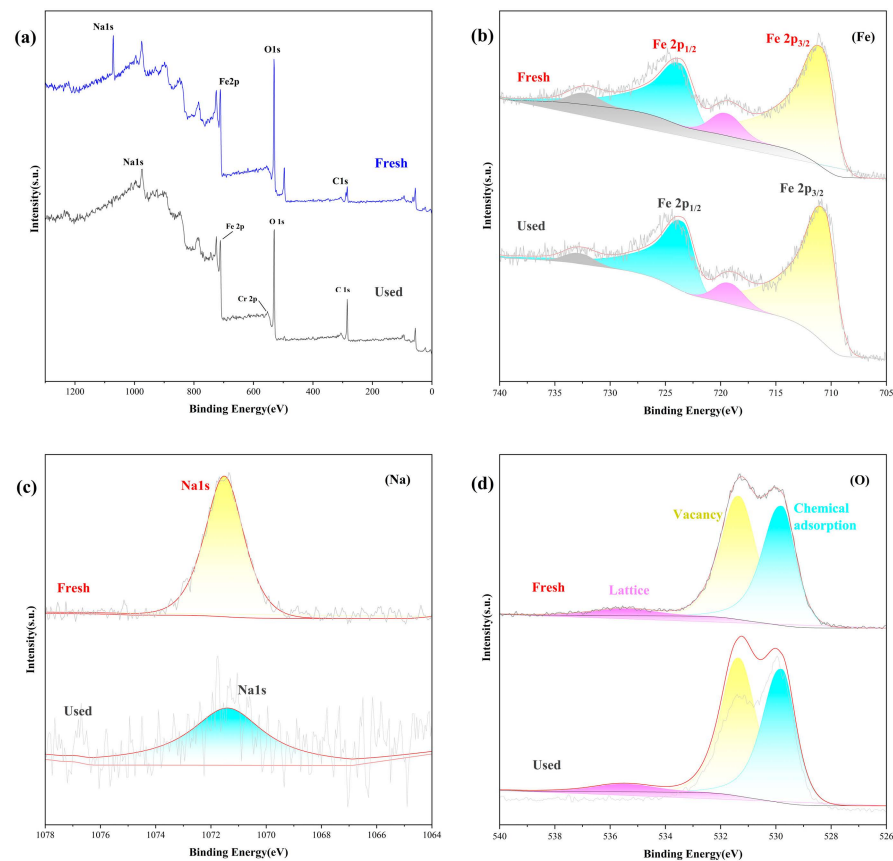 (a)
Na1s
O1s
Fe2p
Fresh
C1s
Na1s
Fe 2p
O 1s
Used
C 1s
Cr 2p
Intensity(s.u.)
1200 1000 800 600 400 200 0
Binding Energy(eV)
(b)
Fe 2p1/2
Fe 2p3/2
(Fe)
Fresh
Fe 2p1/2
Fe 2p3/2
Used
Intensity(s.u.)
740 735 730 725 720 715 710 705
Binding Energy(eV)
(c)
(Na)
Na1s
Fresh
Na1s
Used
Intensity(s.u.)
1078 1076 1074 1072 1070 1068 1066 1064
Binding Energy(eV)
(d)
(O)
Vacancy
Chemical
adsorption
Fresh
Lattice
Used
Intensity(s.u.)
540 538 536 534 532 530 528 526
Binding Energy(eV)